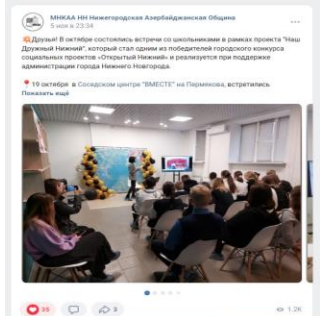 МНКАА НН Нижегородская Азербайджанская Община
5 ноя в 23:34
💥Друзья! В октябре состоялись встречи со школьниками в рамках проекта "Наш
Дружный Нижний", который стал одним из победителей городского конкурса
социальных проектов «Открытый Нижний» и реализуется при поддержке
администрации города Нижнего Новгорода.
📍19 октября в Соседском центре "ВМЕСТЕ" на Пермякова, встретились
Показать ещё
35
3
1.2K